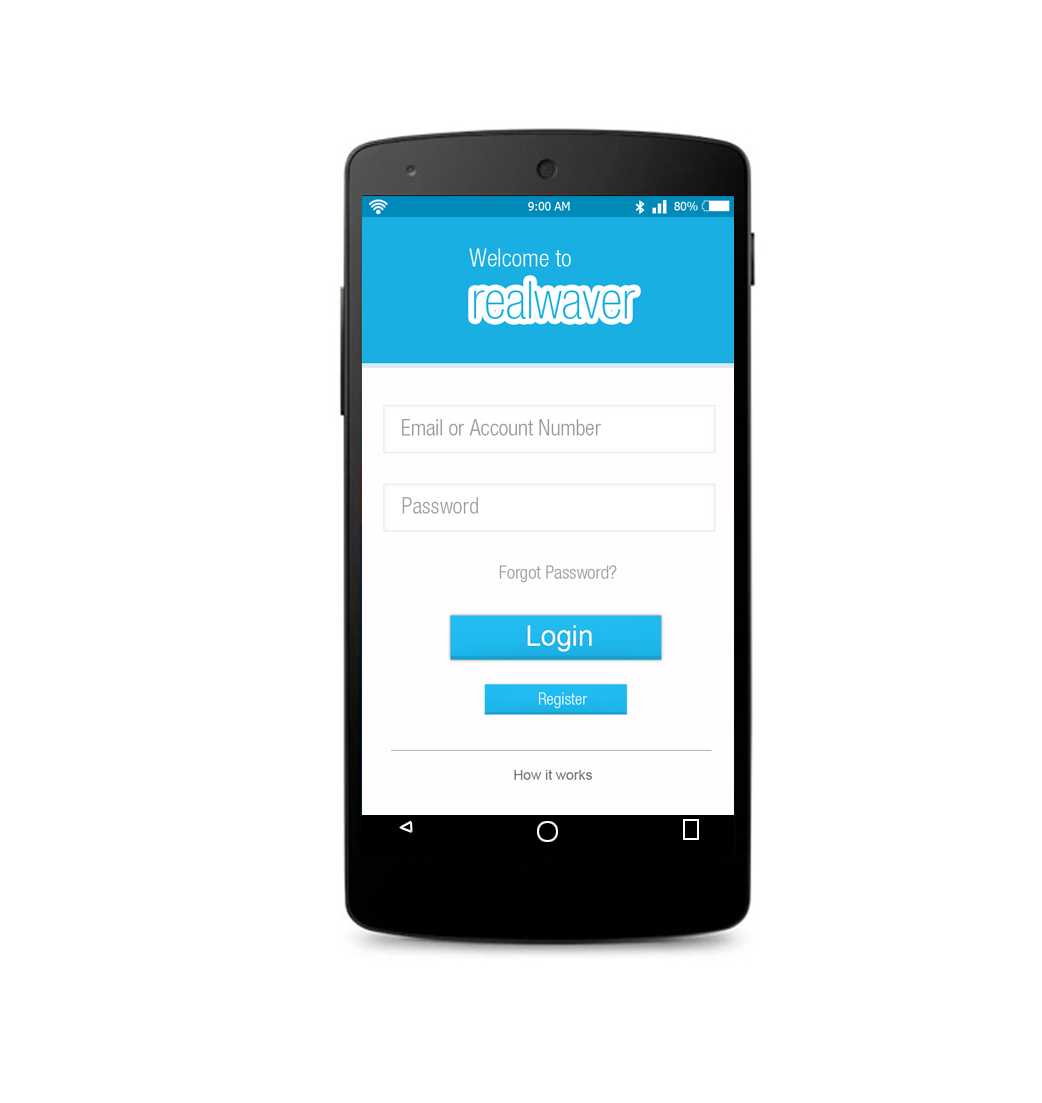 9:00 AM 80%
Welcome to
realwaver
Email or Account Number
Password
Forgot Password?
Login
Register
How it works